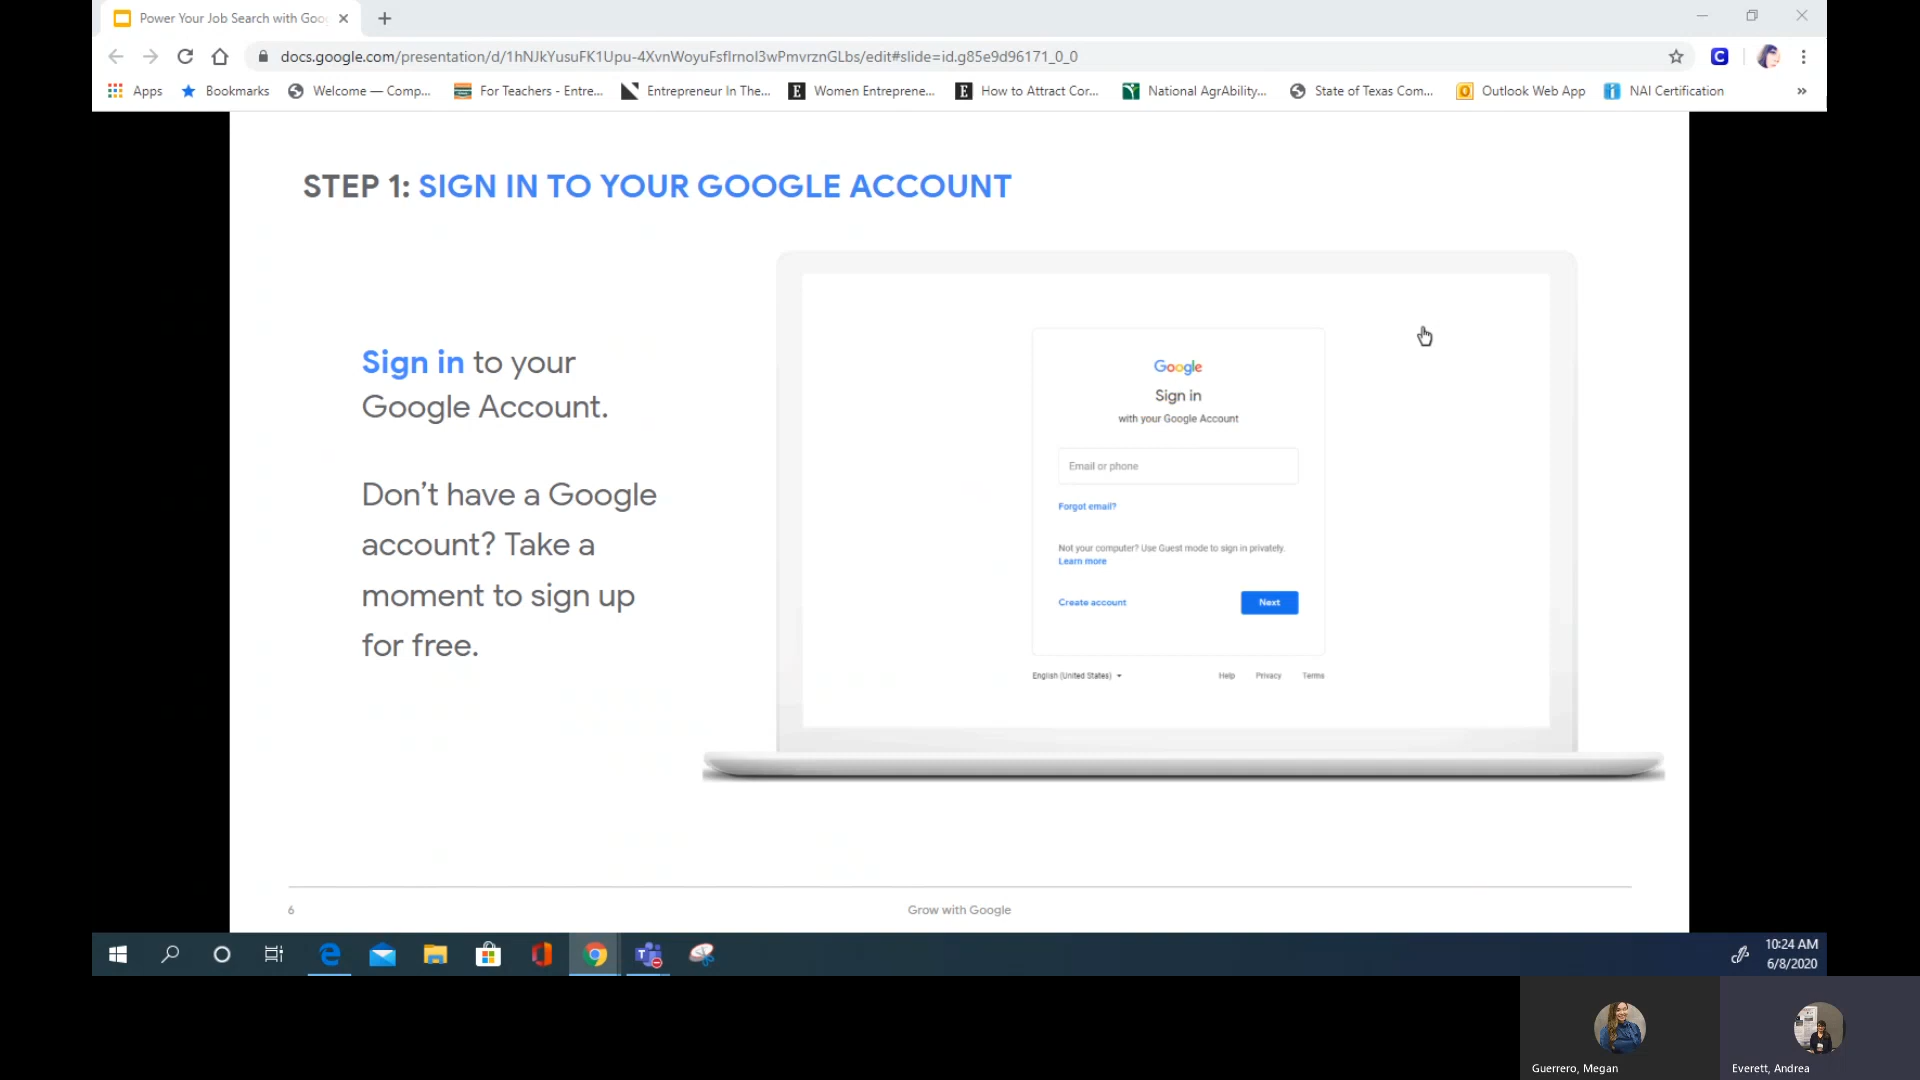 Power Your Job Search with Goo
docs.google.com/presentation/d/1hNJkYusuFK1Upu-4XvnWoyuFsfIrnoI3wPmvrznGLbs/edit#slide=id.g85e9d96171_0_0
Apps Bookmarks Welcome — Comp... For Teachers - Entre... Entrepreneur In The... Women Entreprene... How to Attract Cor... National AgrAbility... State of Texas Com... Outlook Web App NAI Certification »
STEP 1: SIGN IN TO YOUR GOOGLE ACCOUNT
Sign in to your
Google Account.
Don’t have a Google
account? Take a
moment to sign up
for free.
Google
Sign in
with your Google Account
Email or phone
Forgot email?
Not your computer? Use Guest mode to sign in privately.
Learn more
Create account Next
English (United States) Help Privacy Terms
6 Grow with Google
10:24 AM
6/8/2020
Guerrero, Megan Everett, Andrea